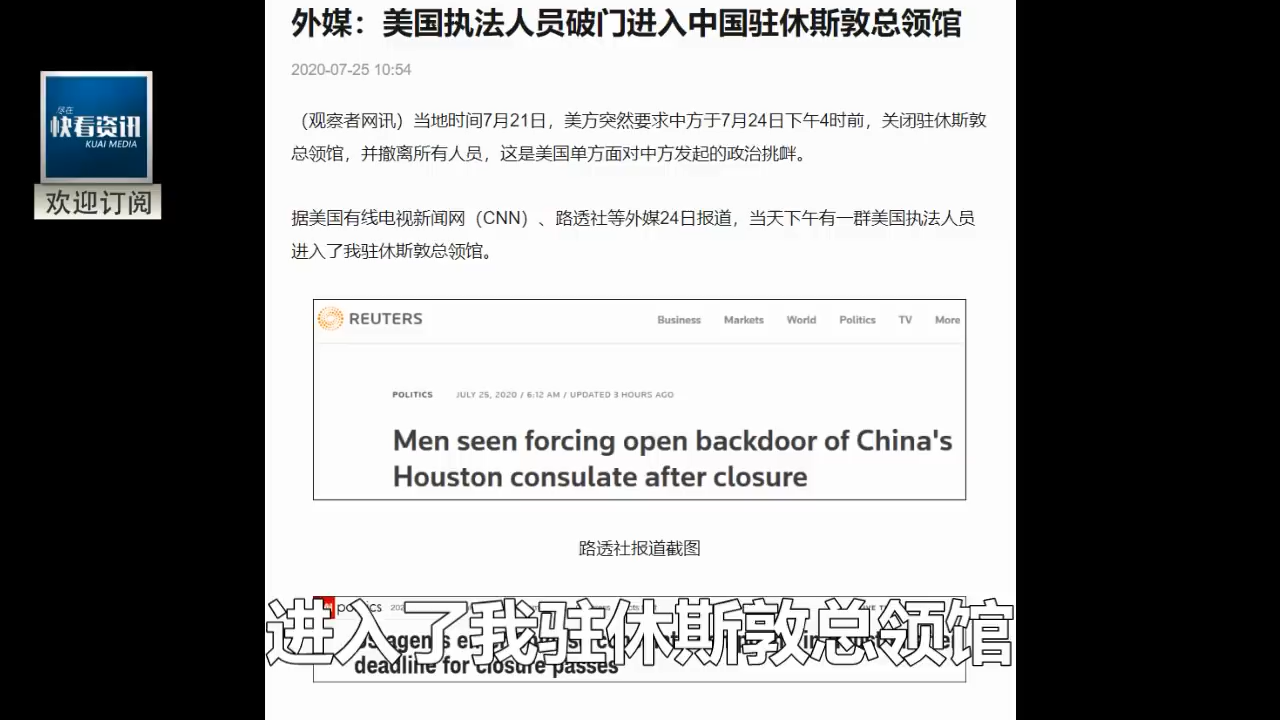 外媒：美国执法人员破门进入中国驻休斯敦总领馆
2020-07-25 10:54
尽在
快看资讯
KUAI MEDIA
欢迎订阅
（观察者网讯）当地时间7月21日，美方突然要求中方于7月24日下午4时前，关闭驻休斯敦
总领馆，并撤离所有人员，这是美国单方面对中方发起的政治挑衅。
据美国有线电视新闻网（CNN）、路透社等外媒24日报道，当天下午有一群美国执法人员
进入了我驻休斯敦总领馆。
REUTERS
Business Markets World Politics TV More
POLITICS JULY 25, 2020 / 6:12 AM / UPDATED 3 HOURS AGO
Men seen forcing open backdoor of China's
Houston consulate after closure
路透社报道截图
politics
进入了我驻休斯敦总领馆
deadline for closure passes